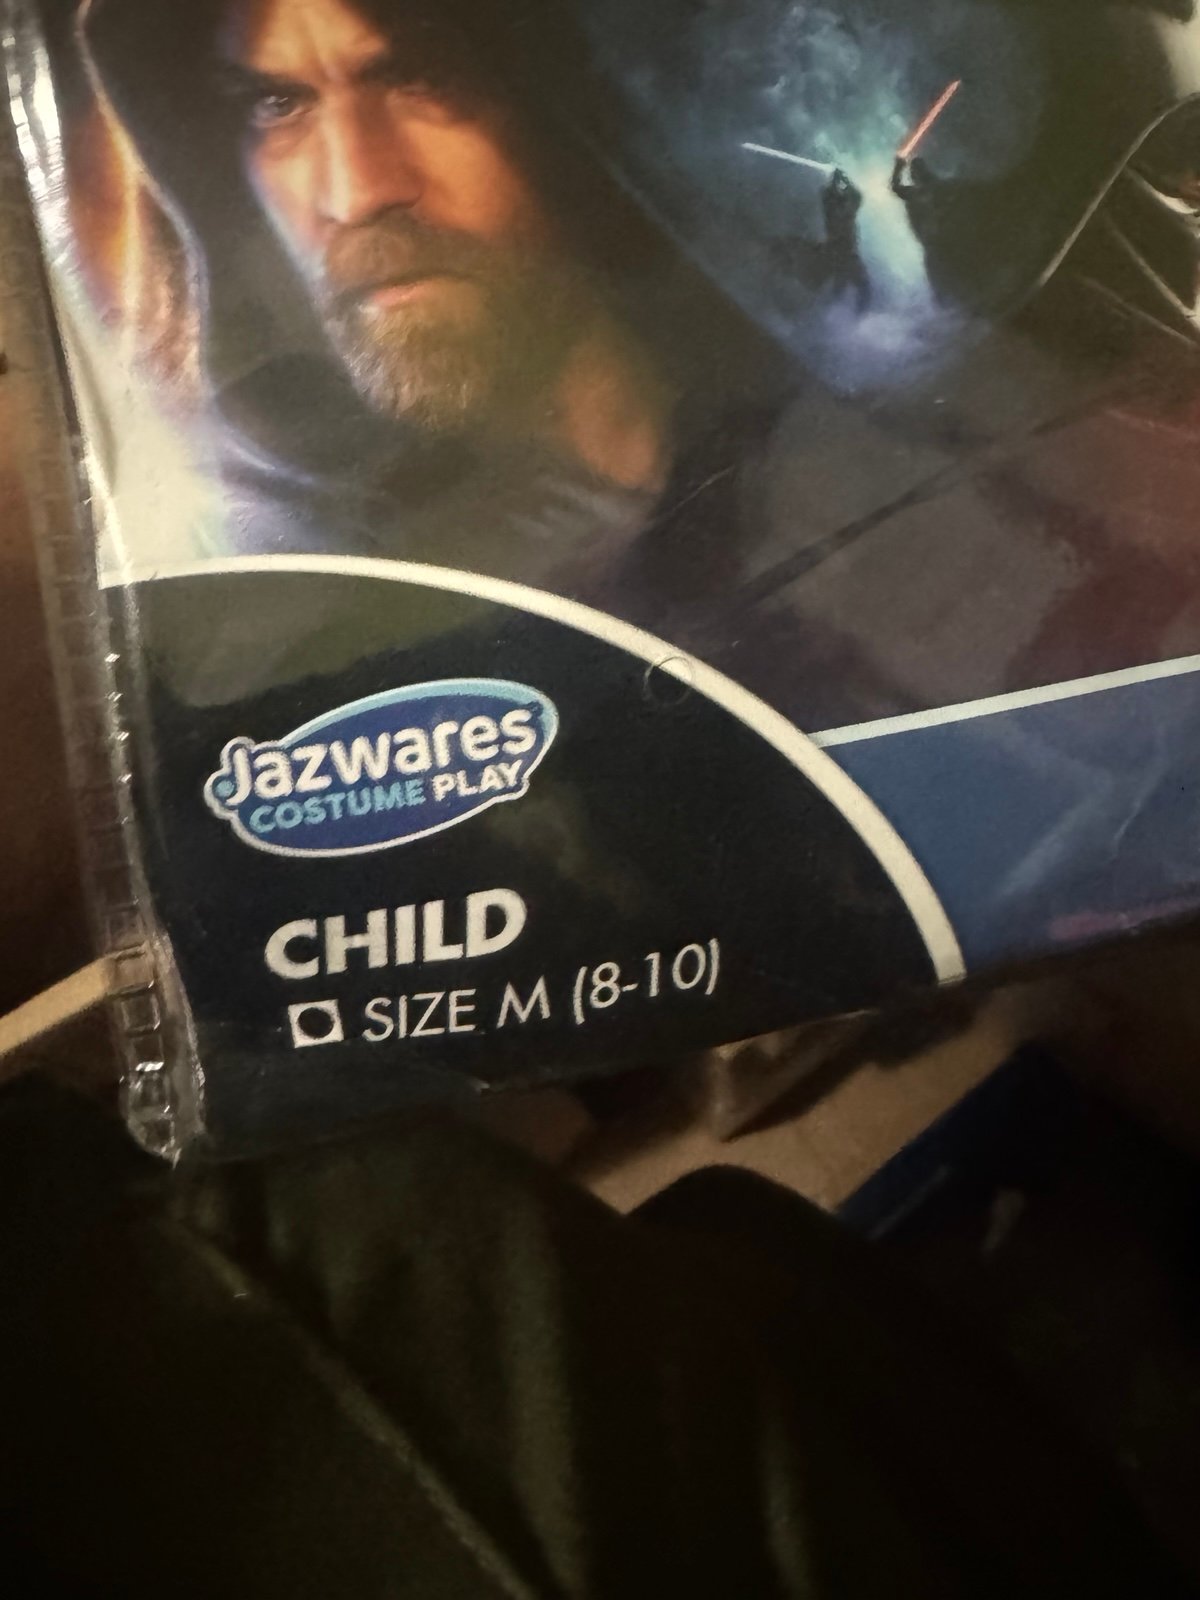 Jazwares
COSTUME PLAY
CHILD
SIZE M (8-10)